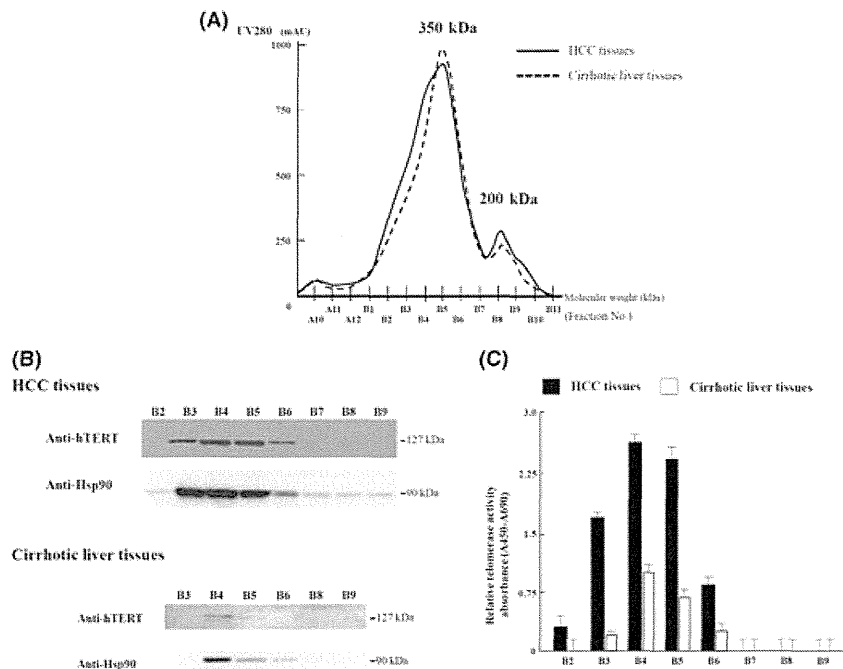 (A)
UV280 (mAU)
350 kDa
HCC tissues
Cirrhotic liver tissues
1000
750
500
250
0
200 kDa
Molecular weight (kDa)
(Fraction No.)
A10 A11 A12 B1 B2 B3 B4 B5 B6 B7 B8 B9 B10 B11
(B)
HCC tissues
B2 B3 B4 B5 B6 B7 B8 B9
Anti-hTERT
-127 kDa
Anti-Hsp90
-90 kDa
Cirrhotic liver tissues
B3 B4 B5 B6 B8 B9
Anti-hTERT
-127 kDa
Anti-Hsp90
-90 kDa
(C)
HCC tissues
Cirrhotic liver tissues
Relative telomerase activity
absorbance (A450-A690)
3.0
2.25
1.5
0.75
0
B2 B3 B4 B5 B6 B7 B8 B9